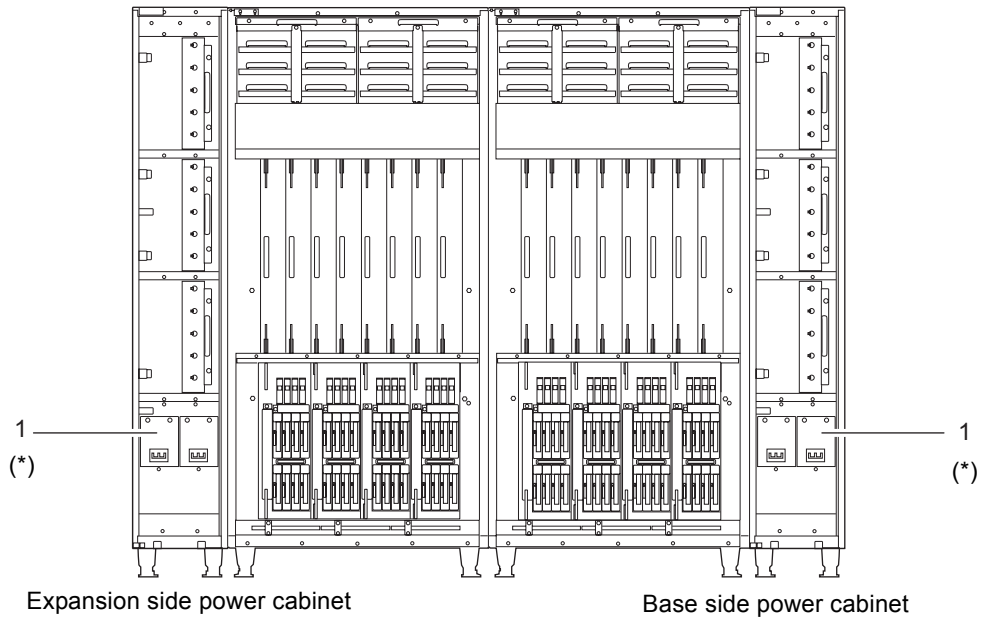 1
(*)
1
(*)
Expansion side power cabinet
Base side power cabinet